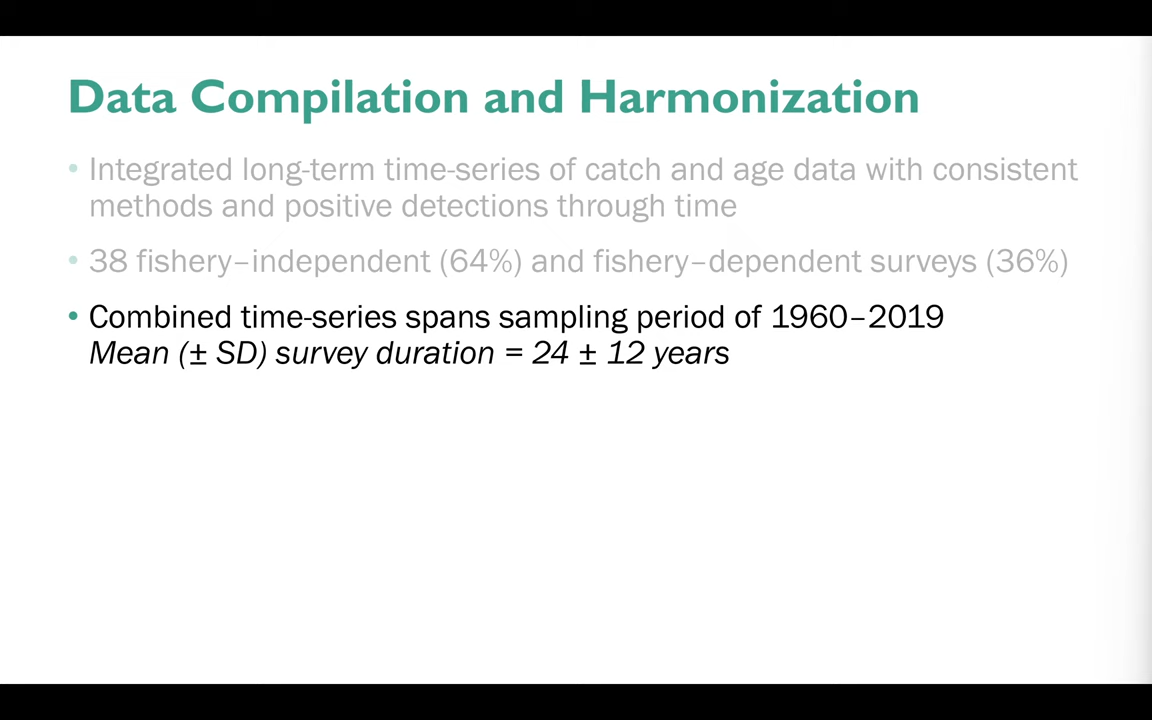 Data Compilation and Harmonization
• Integrated long-term time-series of catch and age data with consistent
methods and positive detections through time
• 38 fishery–independent (64%) and fishery–dependent surveys (36%)
• Combined time-series spans sampling period of 1960–2019
Mean (± SD) survey duration = 24 ± 12 years